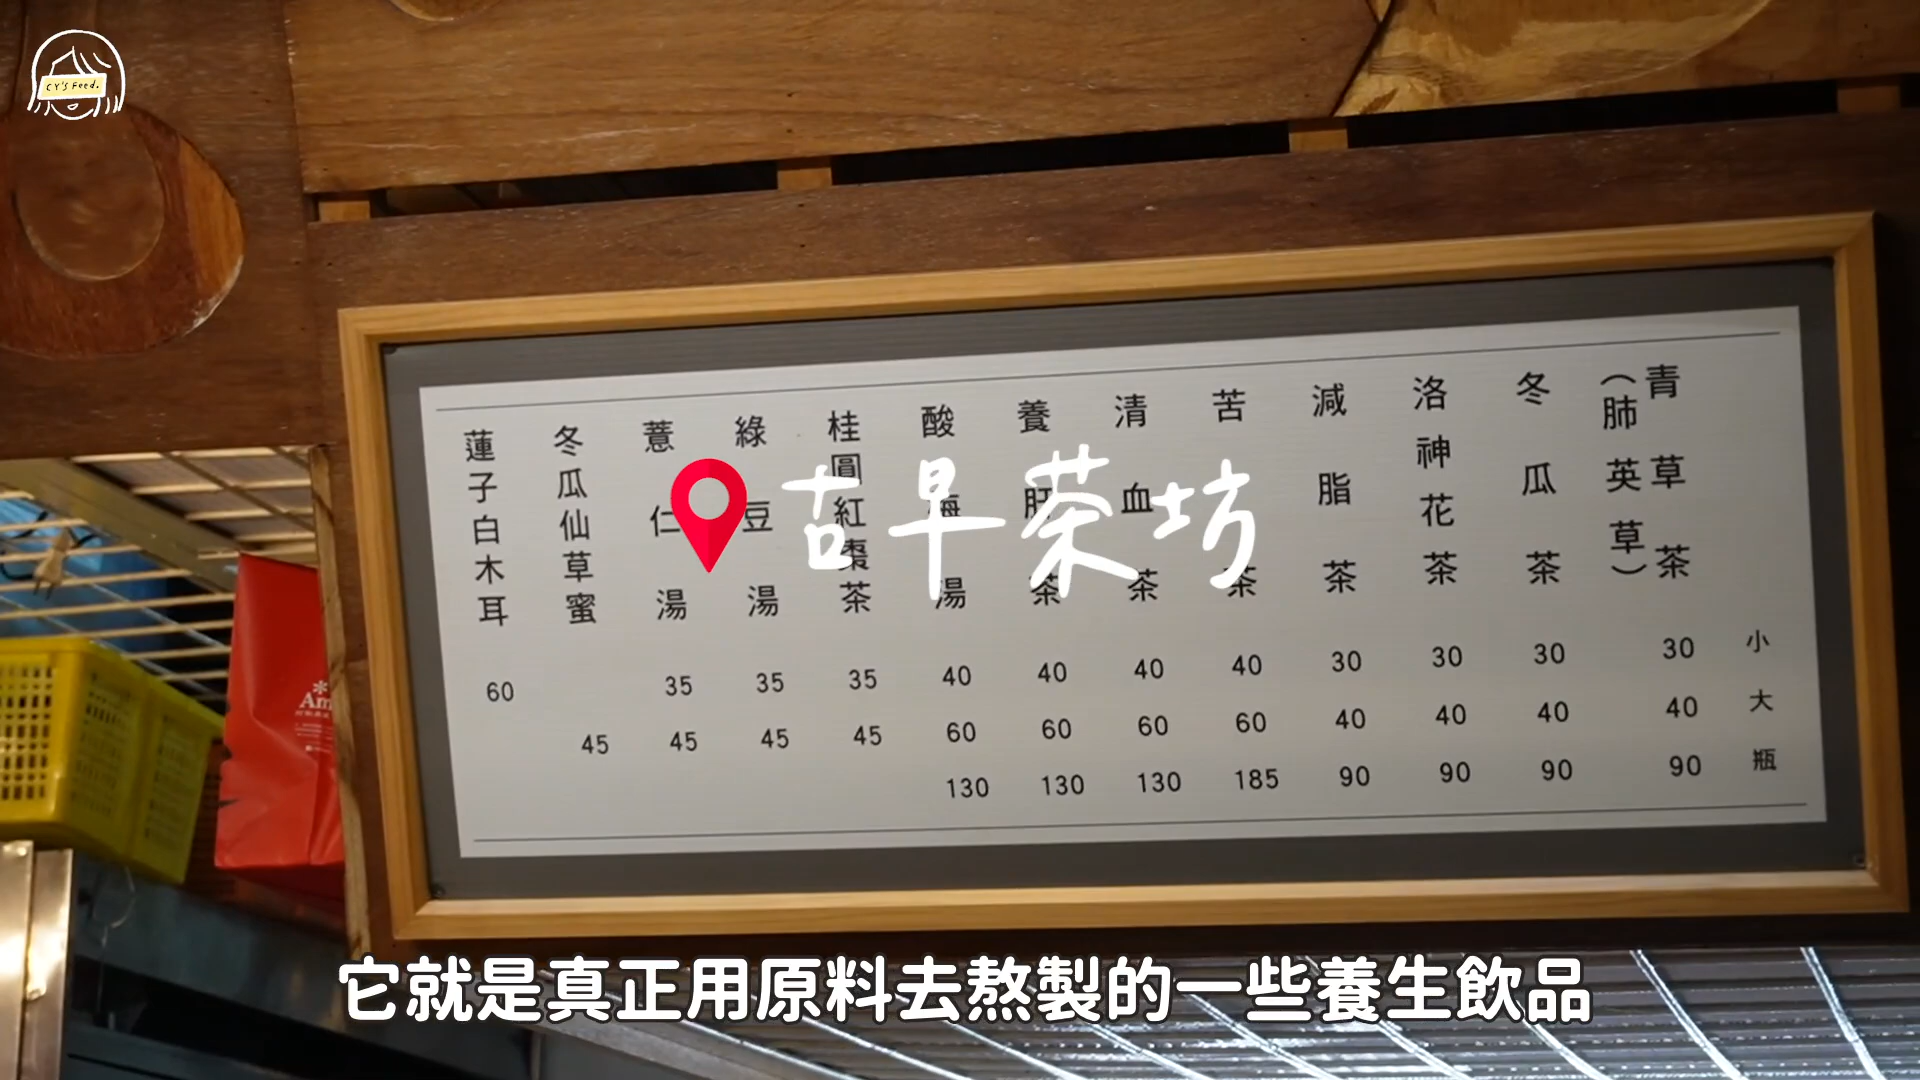 CY'S Feed.
青草茶
（肺英草）
冬瓜茶
洛神花茶
減脂茶
苦茶
清血茶
養肝茶
酸梅湯
桂圓紅棗茶
綠豆湯
薏仁湯
冬瓜仙草蜜
蓮子白木耳
古早茶坊
60 35 35 35 40 40 40 40 30 30 30 30 小
45 45 45 45 60 60 60 60 40 40 40 40 大
130 130 130 185 90 90 90 90 瓶
Am
它就是真正用原料去熬製的一些養生飲品